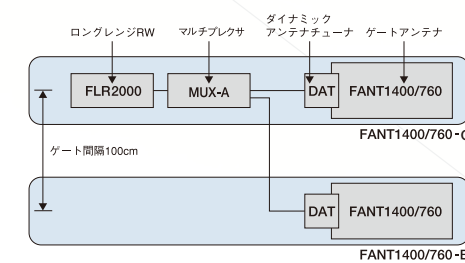 ロングレンジRW
マルチプレクサ
ダイナミック
アンテナチューナ
ゲートアンテナ
FLR2000
MUX-A
DAT
FANT1400/760
FANT1400/760-C
ゲート間隔100cm
DAT
FANT1400/760
FANT1400/760-E